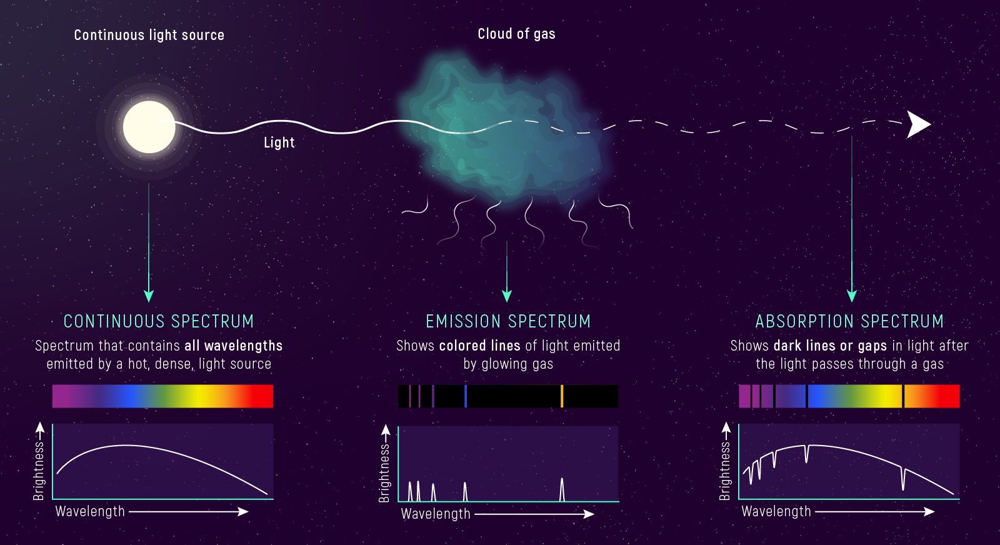 Continuous light source
Cloud of gas
Light
CONTINUOUS SPECTRUM
Spectrum that contains all wavelengths
emitted by a hot, dense, light source
Brightness
Wavelength
EMISSION SPECTRUM
Shows colored lines of light emitted
by glowing gas
Brightness
Wavelength
ABSORPTION SPECTRUM
Shows dark lines or gaps in light after
the light passes through a gas
Brightness
Wavelength